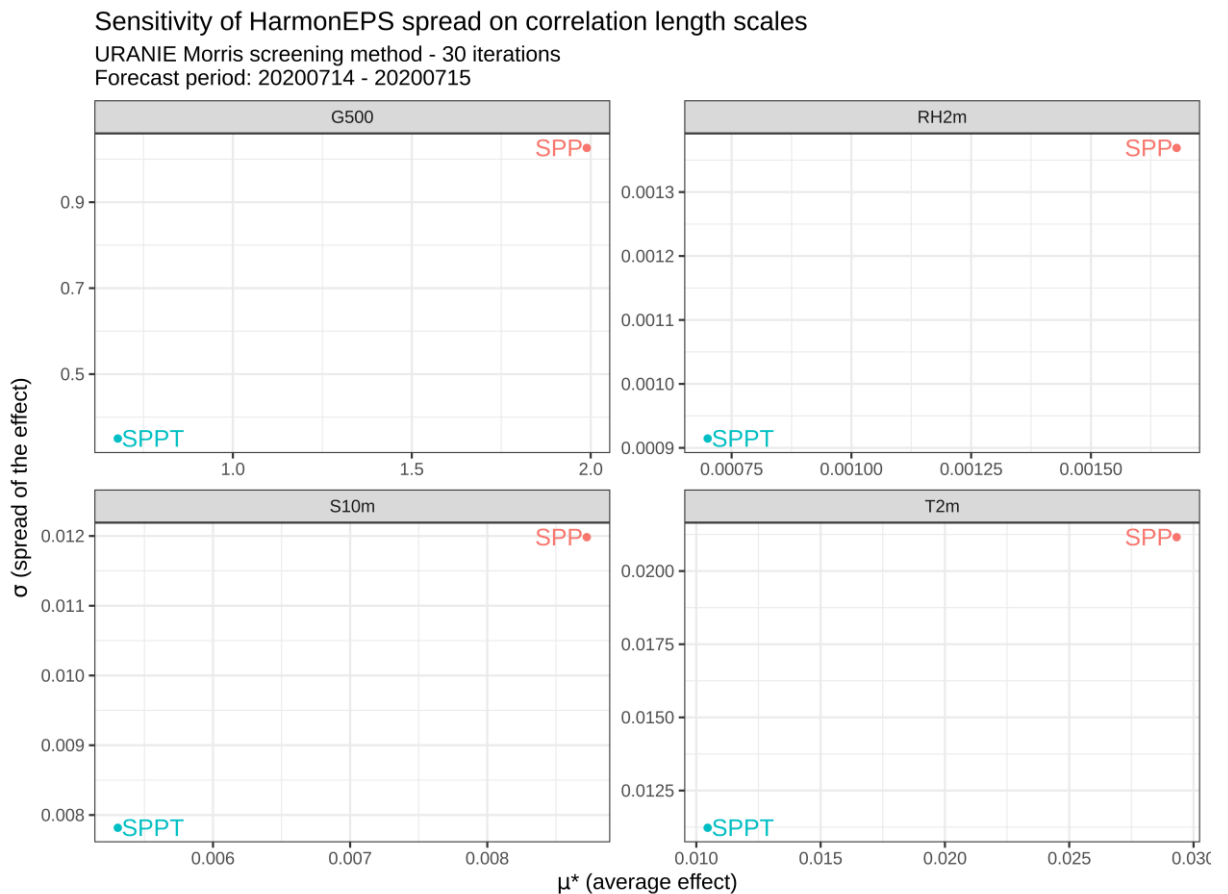 Sensitivity of HarmonEPS spread on correlation length scales
URANIE Morris screening method - 30 iterations
Forecast period: 20200714 - 20200715
G500
RH2m
SPP
SPPT
0.9
0.7
0.5
1.0 1.5 2.0
SPP
SPPT
0.0013
0.0012
0.0011
0.0010
0.0009
0.00075 0.00100 0.00125 0.00150
S10m
T2m
SPP
SPPT
0.012
0.011
0.010
0.009
0.008
0.006 0.007 0.008
SPP
SPPT
0.0200
0.0175
0.0150
0.0125
0.010 0.015 0.020 0.025 0.030
σ (spread of the effect)
μ* (average effect)